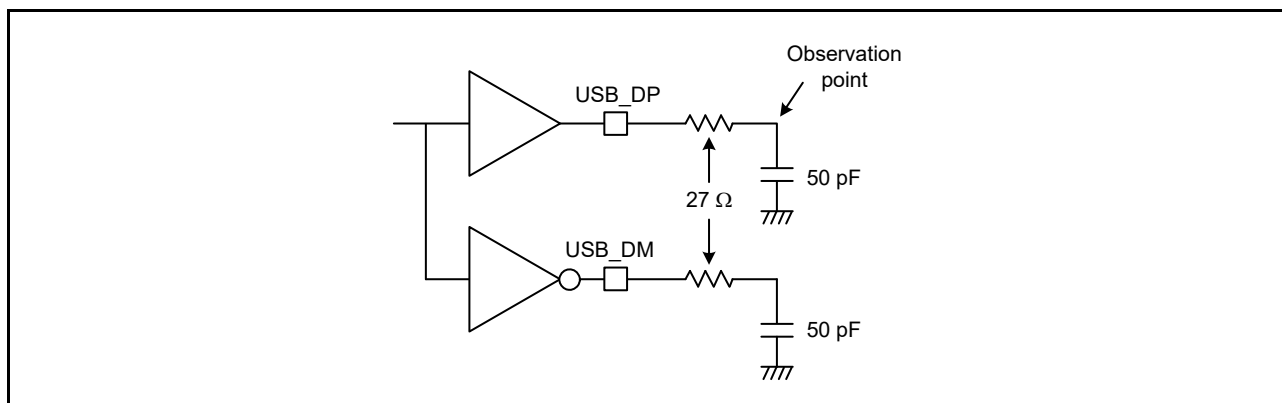 Observation
point
USB_DP
50 pF
27 Ω
USB_DM
50 pF